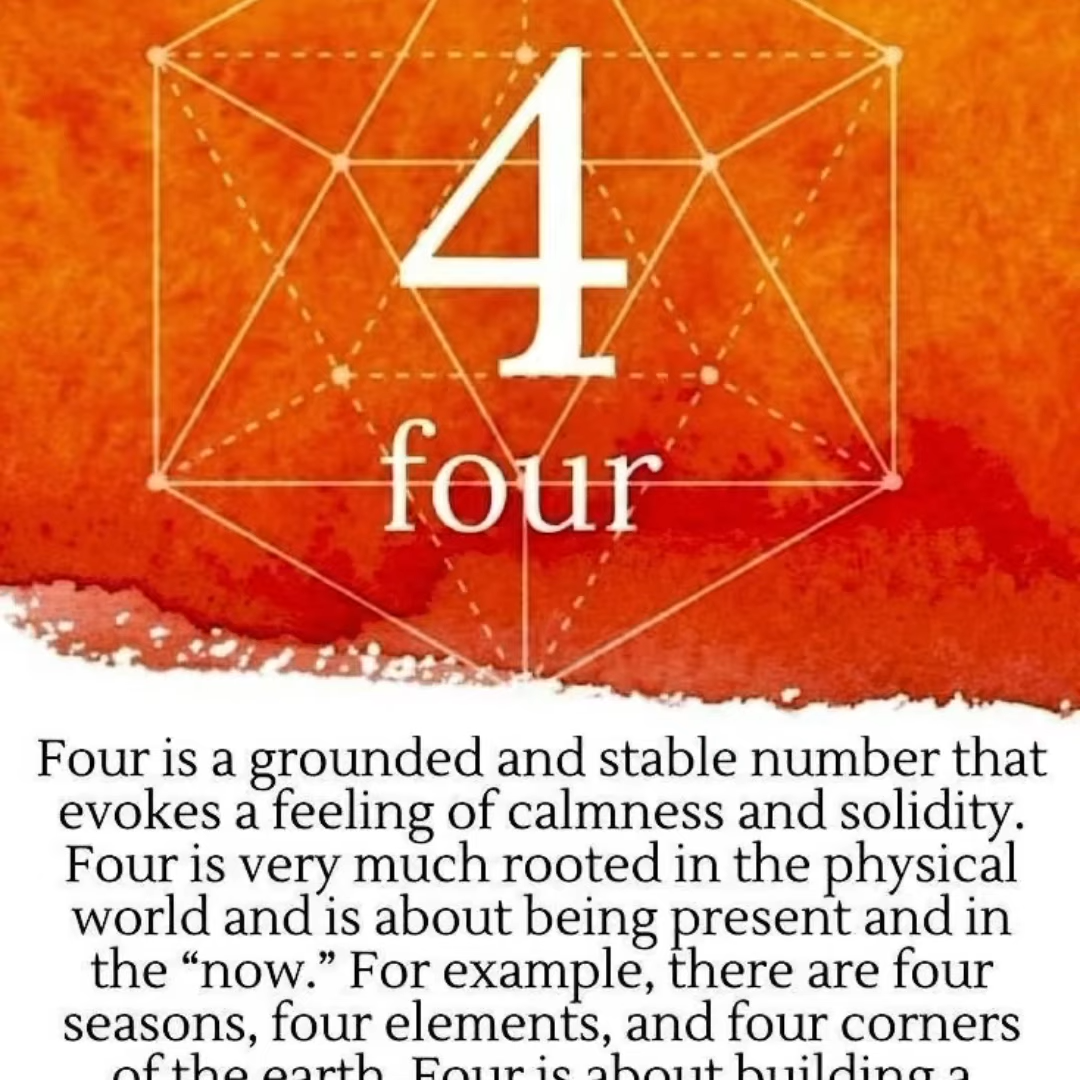 4
four
Four is a grounded and stable number that
evokes a feeling of calmness and solidity.
Four is very much rooted in the physical
world and is about being present and in
the “now.” For example, there are four
seasons, four elements, and four corners
of the earth. Four is about building a